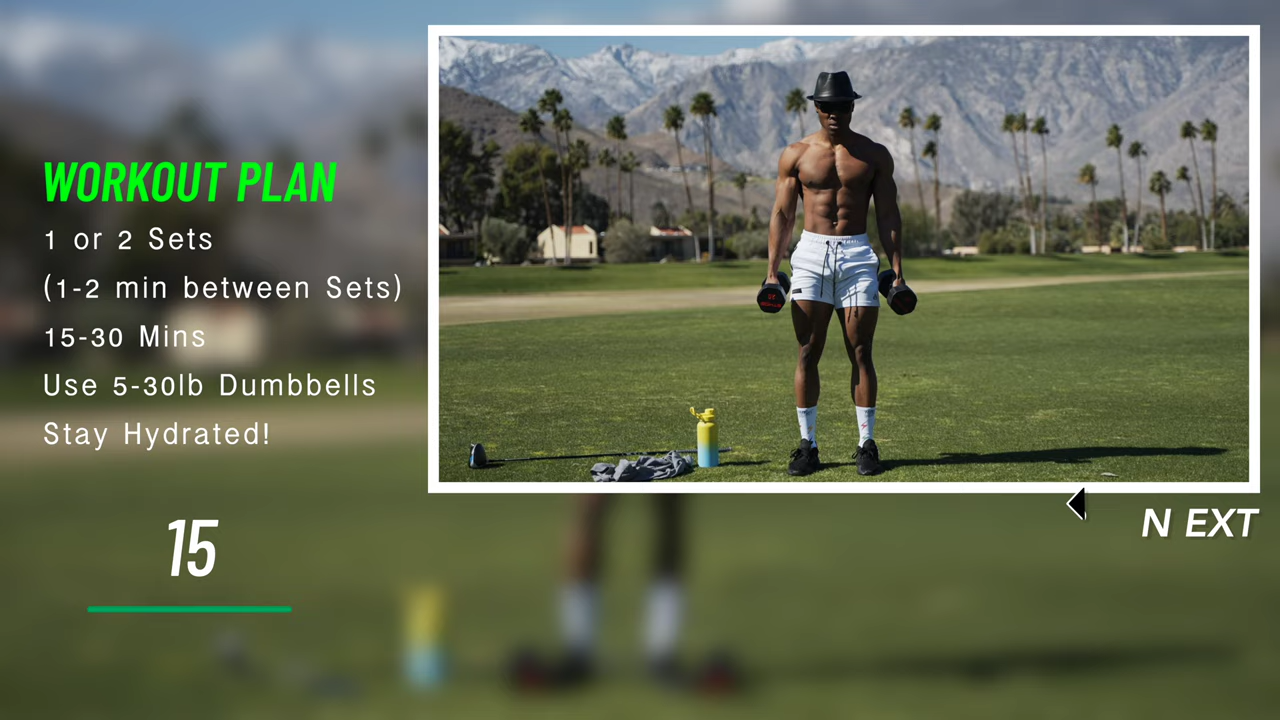 WORKOUT PLAN
1 or 2 Sets
(1-2 min between Sets)
15-30 Mins
Use 5-30lb Dumbbells
Stay Hydrated!
15
N EXT